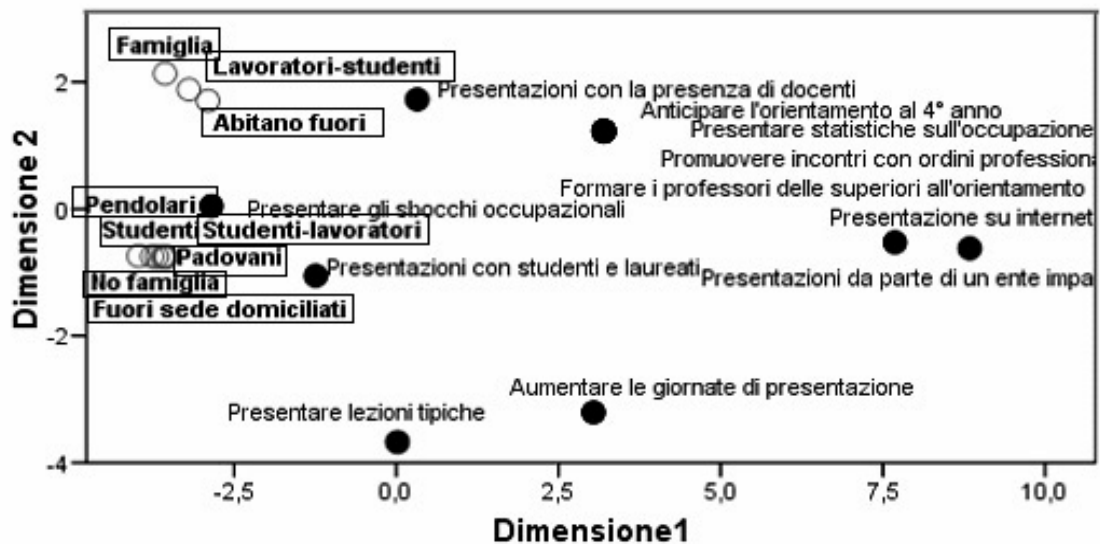 Famiglia
Lavoratori-studenti
2
Presentazioni con la presenza di docenti
Anticipare l'orientamento al 4° anno
Abitano fuori
Presentare statistiche sull'occupazione
Promuovere incontri con ordini professiona
Formare i professori delle superiori all'orientamento
Pendolari
0
Presentare gli sbocchi occupazionali
Presentazione su internet
Studenti
Studenti-lavoratori
Padovani
Presentazioni con studenti e laureati
Presentazioni da parte di un ente impa
No famiglia
Fuori sede domiciliati
-2
Aumentare le giornate di presentazione
Presentare lezioni tipiche
-4
-2,5
0,0
2,5
5,0
7,5
10,0
Dimensione1
Dimensione 2